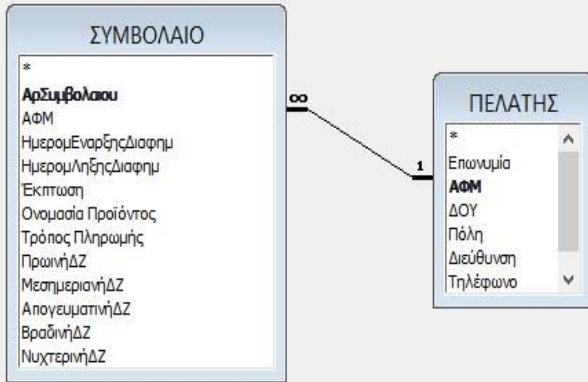 ΣΥΜΒΟΛΑΙΟ
*
ΑρΣυμβολαιου
ΑΦΜ
ΗμερομΕναρξηςΔιαφημ
ΗμερομΛηξηςΔιαφημ
Έκπτωση
Ονομασία Προϊόντος
Τρόπος Πληρωμής
ΠρωινήΔΖ
ΜεσημεριανήΔΖ
ΑπογευματινήΔΖ
ΒραδινήΔΖ
ΝυχτερινήΔΖ
∞
1
ΠΕΛΑΤΗΣ
*
Επωνυμία
ΑΦΜ
ΔΟΥ
Πόλη
Διεύθυνση
Τηλέφωνο